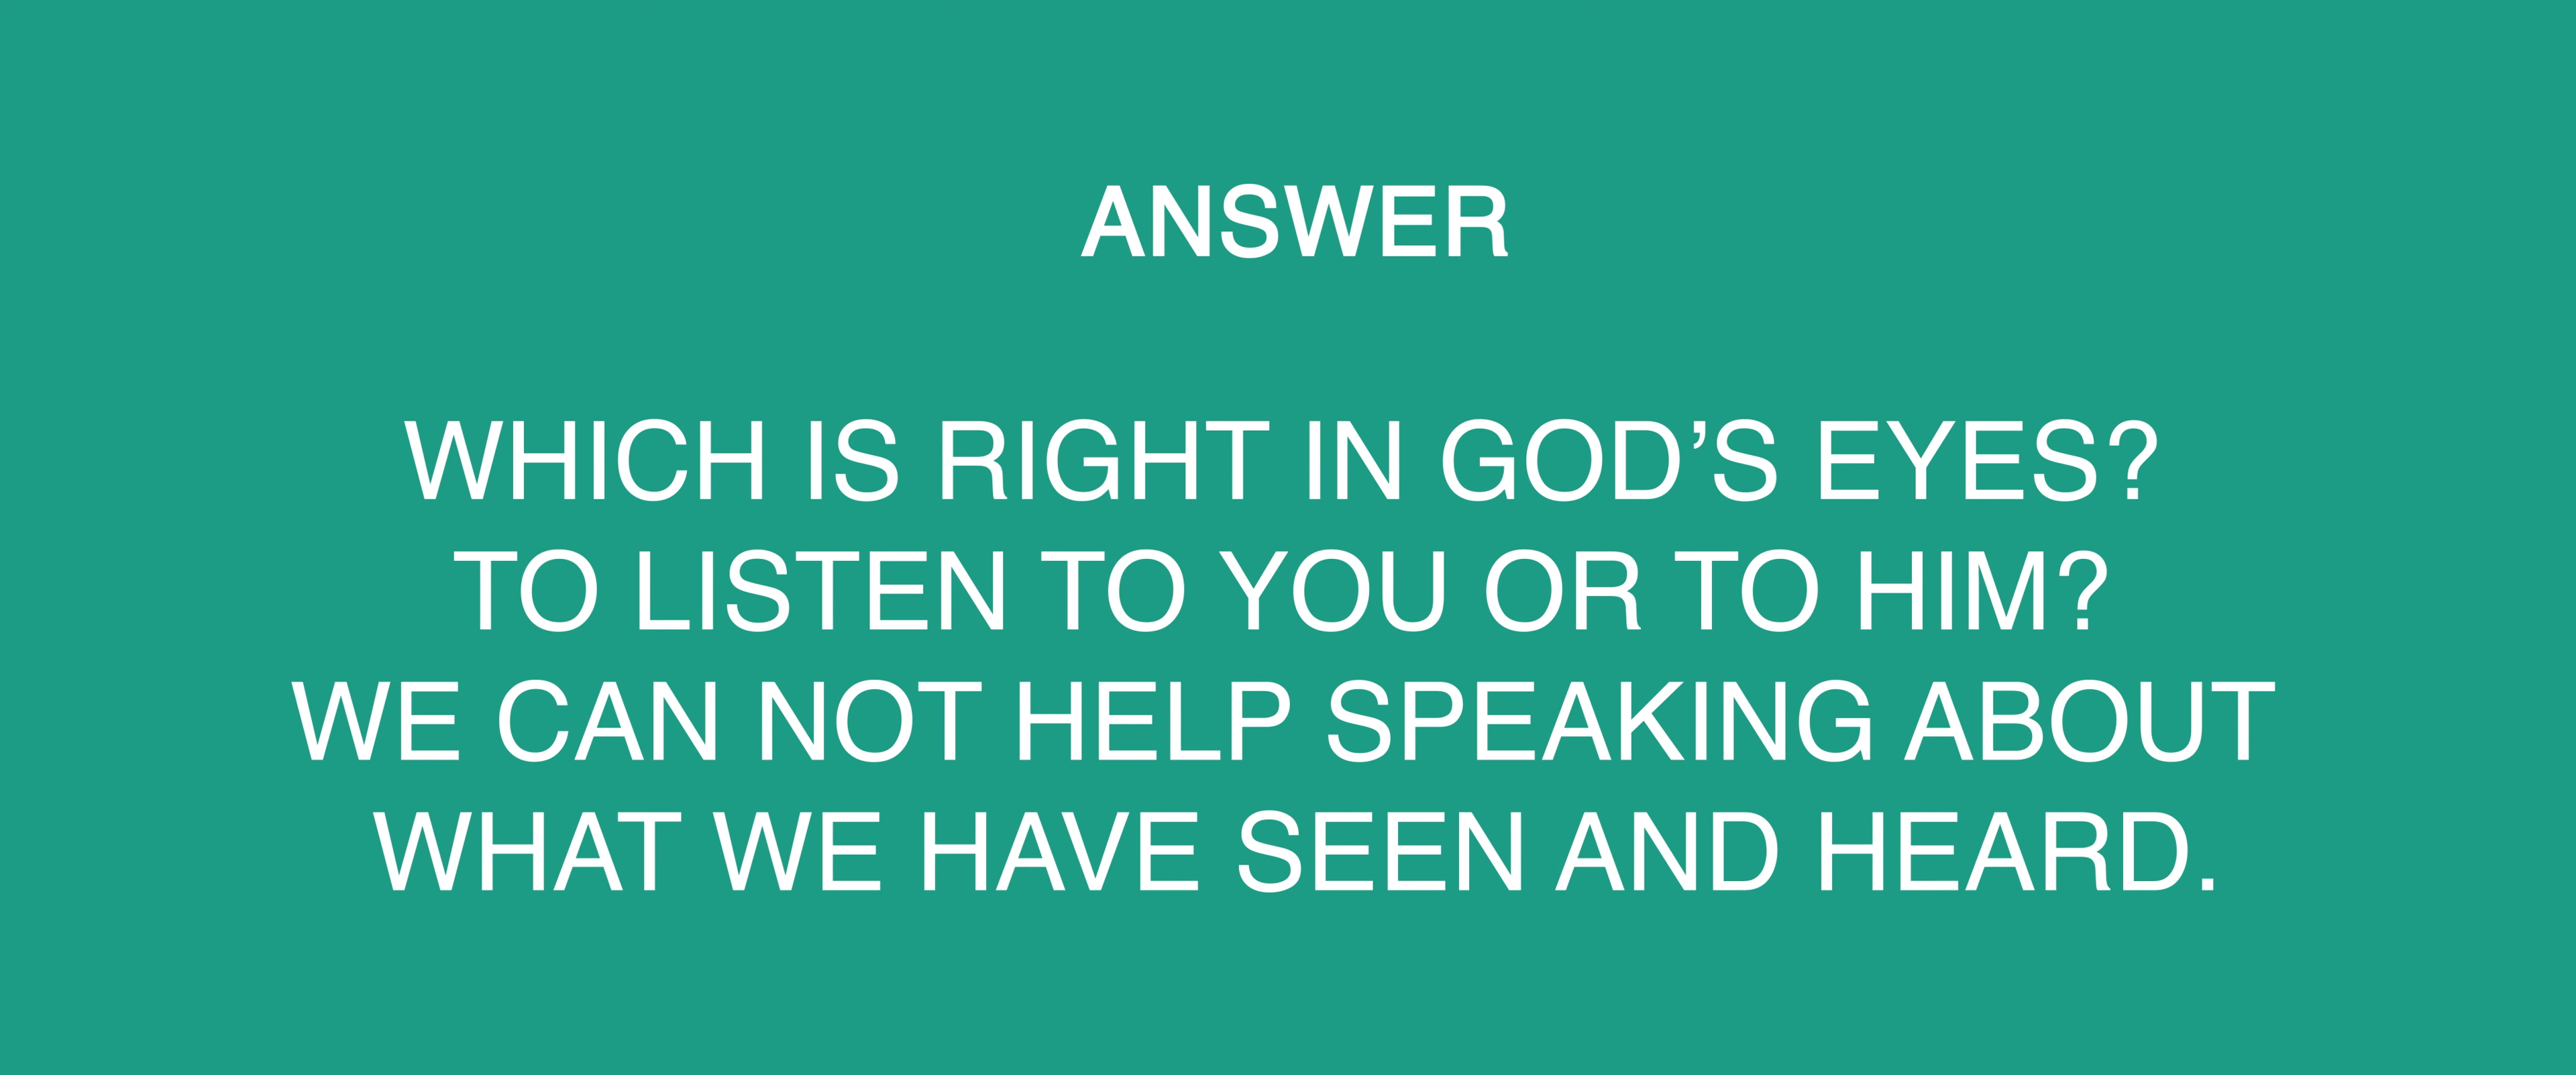 ANSWER
WHICH IS RIGHT IN GOD’S EYES?
TO LISTEN TO YOU OR TO HIM?
WE CAN NOT HELP SPEAKING ABOUT
WHAT WE HAVE SEEN AND HEARD.